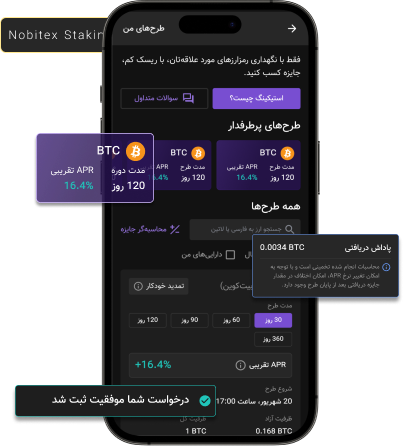 Nobitex Stakin
طرح‌های من
فقط با نگهداری رمزارزهای مورد علاقه‌تان، با ریسک کم،
جایزه کسب کنید.
استیکینگ چیست؟
سوالات متداول
طرح‌های پرطرفدار
BTC
مدت طرح
120 روز
APR تقریبی
16.4%
BTC
مدت طرح
120 روز
APR تقریبی
BTC
مدت دوره
120 روز
APR تقریبی
16.4%
همه طرح‌ها
جستجو ارز به فارسی یا لاتین
محاسبه‌گر جایزه
دارایی‌های من
پاداش دریافتی
0.0034 BTC
محاسبات انجام شده تخمینی است و با توجه به
امکان تغییر نرخ APR، امکان اختلاف در مقدار
جایزه دریافتی بعد از پایان طرح وجود دارد.
بیت‌کوین)
تمدید خودکار
مدت طرح
30 روز
60 روز
90 روز
120 روز
360 روز
APR تقریبی
+16.4%
شروع طرح
20 شهریور، ساعت 17:00
درخواست شما موفقیت ثبت شد
ظرفیت آزاد
0.168 BTC
ظرفیت کل
1 BTC